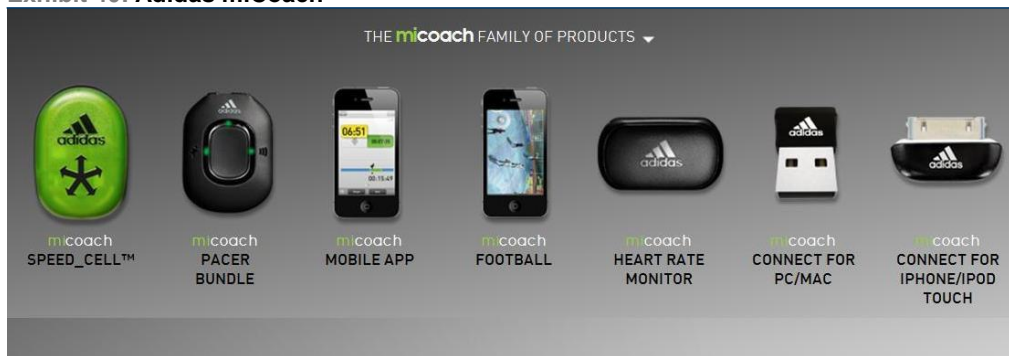 Exhibit 43: Adidas miCoach
THE micoach FAMILY OF PRODUCTS
adidas
adidas
06:51
00:15:49
adidas
adidas
adidas
micoach
SPEED_CELL™
micoach
PACER
BUNDLE
micoach
MOBILE APP
micoach
FOOTBALL
micoach
HEART RATE
MONITOR
micoach
CONNECT FOR
PC/MAC
micoach
CONNECT FOR
IPHONE/IPOD
TOUCH